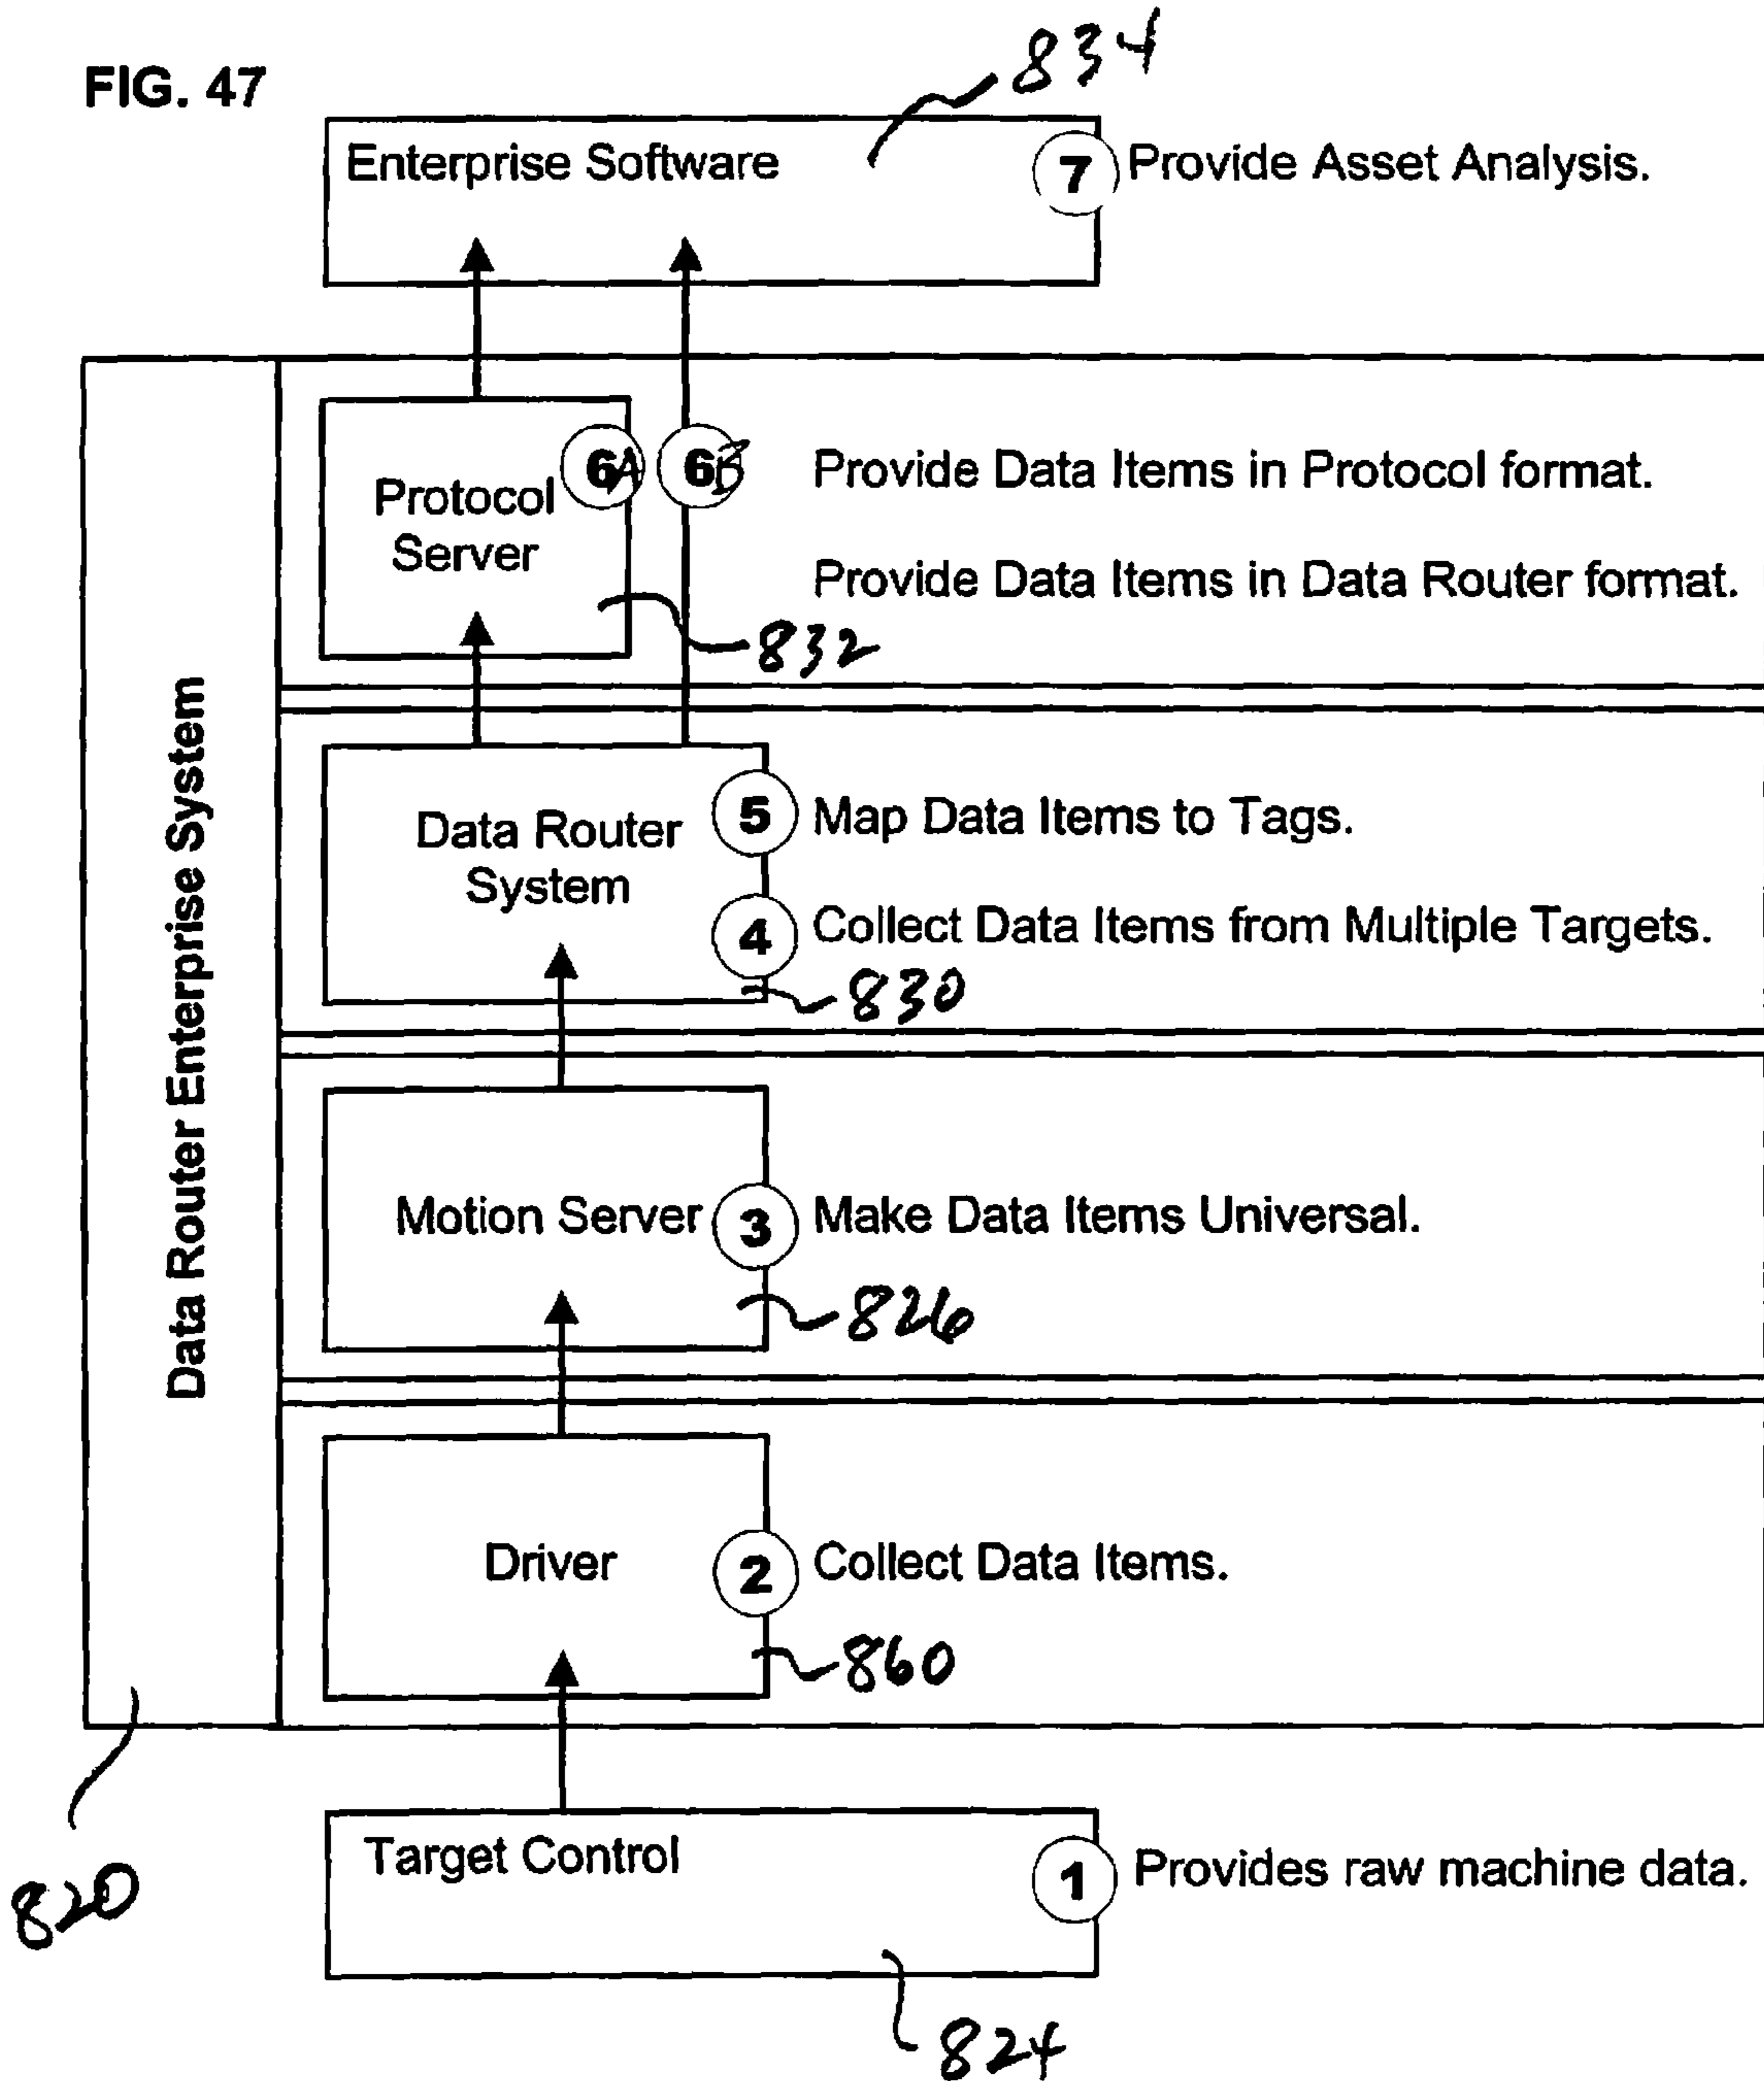 FIG. 47
834
Enterprise Software
7 Provide Asset Analysis.
Data Router Enterprise System
Protocol
Server
6A
6B
Provide Data Items in Protocol format.
Provide Data Items in Data Router format.
832
Data Router
System
5 Map Data Items to Tags.
4 Collect Data Items from Multiple Targets.
830
Motion Server
3 Make Data Items Universal.
826
Driver
2 Collect Data Items.
860
820
Target Control
1 Provides raw machine data.
824